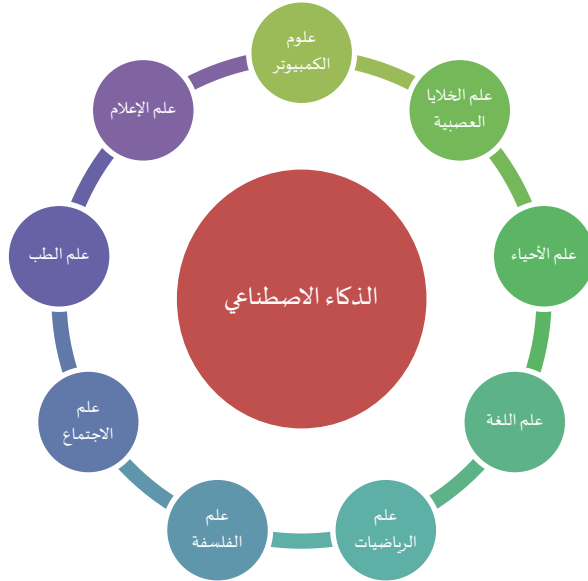 علوم
الكمبيوتر
علم الخلايا
العصبية
علم الأحياء
علم اللغة
علم
الرياضيات
علم
الفلسفة
علم
الاجتماع
علم الطب
علم الإعلام
الذكاء الاصطناعي